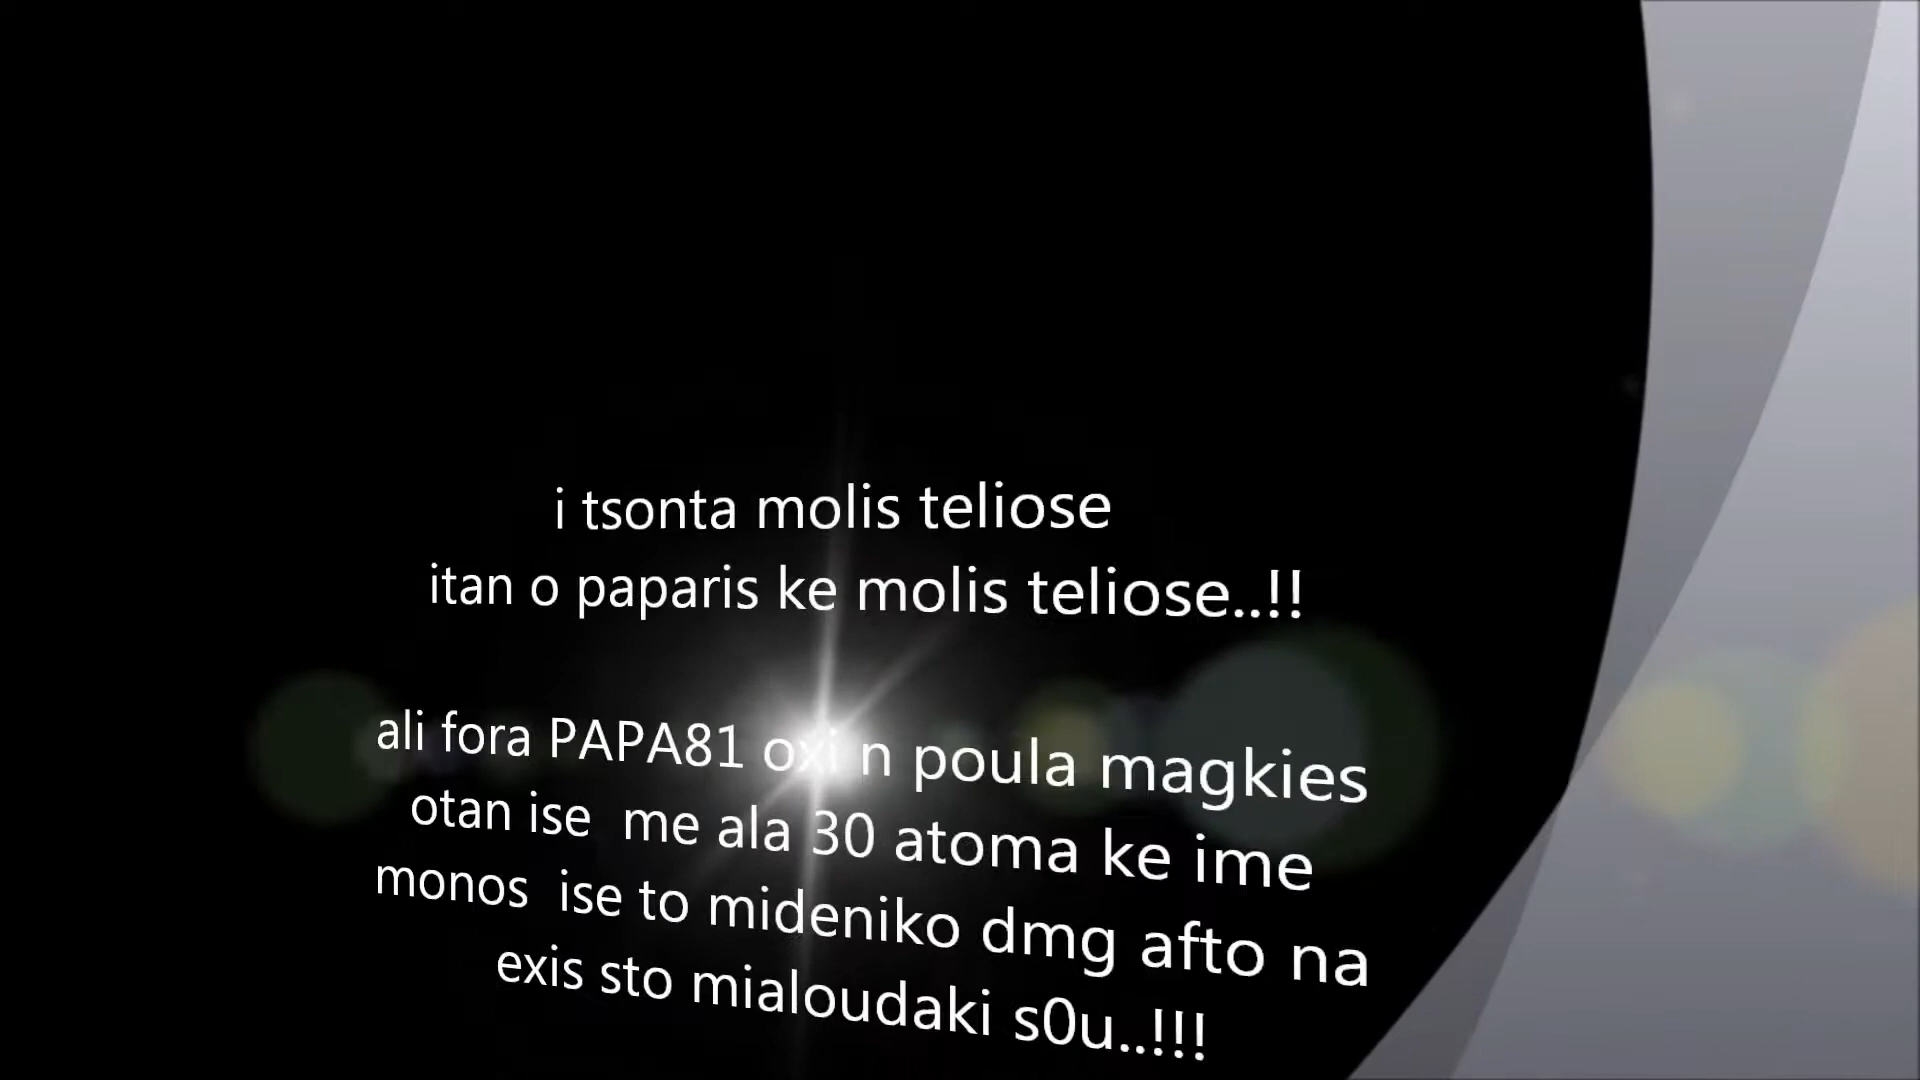 i tsonta molis teliose
itan o paparis ke molis teliose..!!
ali fora PAPA81 oxi n poula magkies
otan ise me ala 30 atoma ke ime
monos ise to mideniko dmg afto na
exis sto mialoudaki s0u..!!!